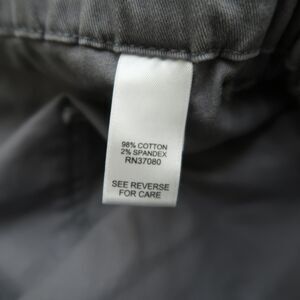 98% COTTON
2% SPANDEX
RN37080
SEE REVERSE
FOR CARE